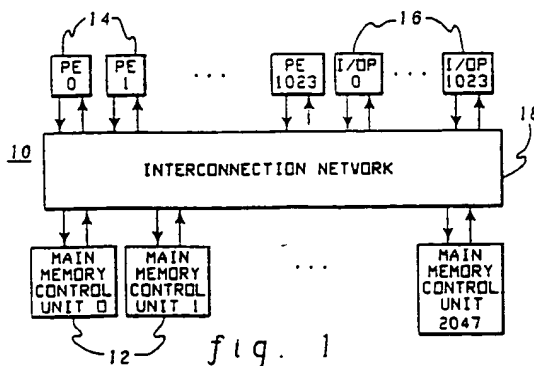 14
16
PE
0
PE
1
...
PE
1023
I/OP
0
...
I/OP
1023
10
INTERCONNECTION NETWORK
18
MAIN
MEMORY
CONTROL
UNIT 0
MAIN
MEMORY
CONTROL
UNIT 1
...
MAIN
MEMORY
CONTROL
UNIT
2047
12
fig. 1